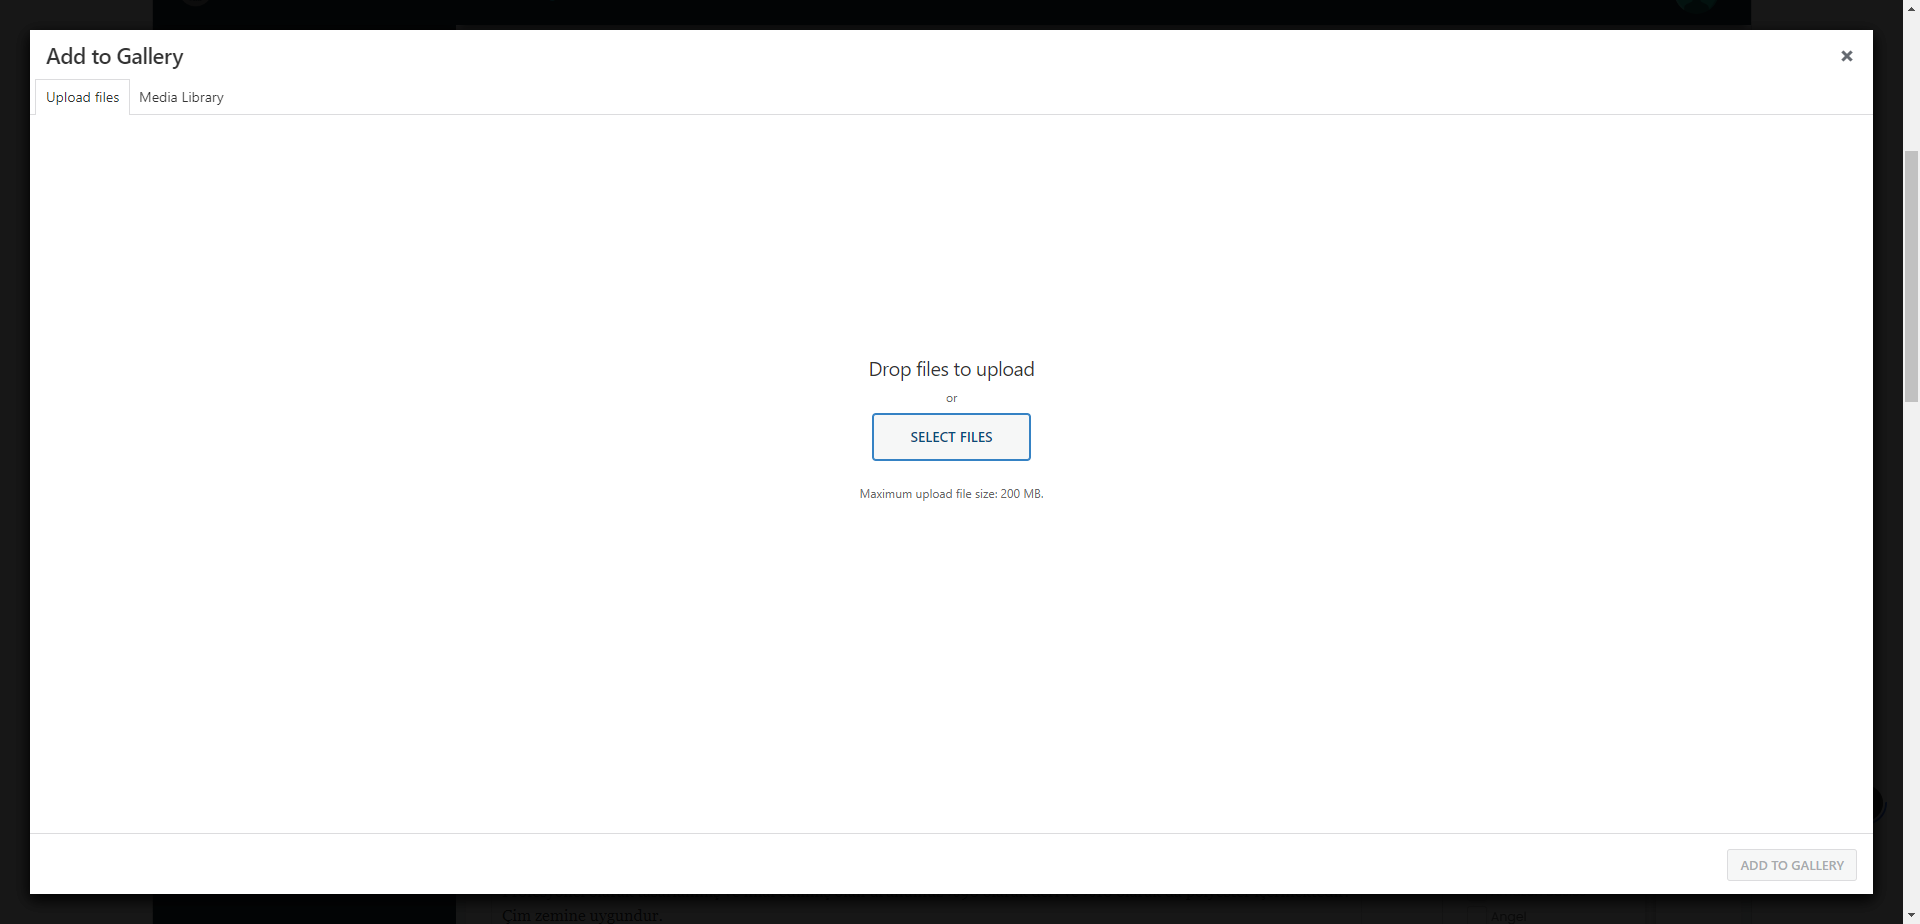 Add to Gallery
Upload files
Media Library
Drop files to upload
or
SELECT FILES
Maximum upload file size: 200 MB.
ADD TO GALLERY
Çim zemine uygundur.
Angel